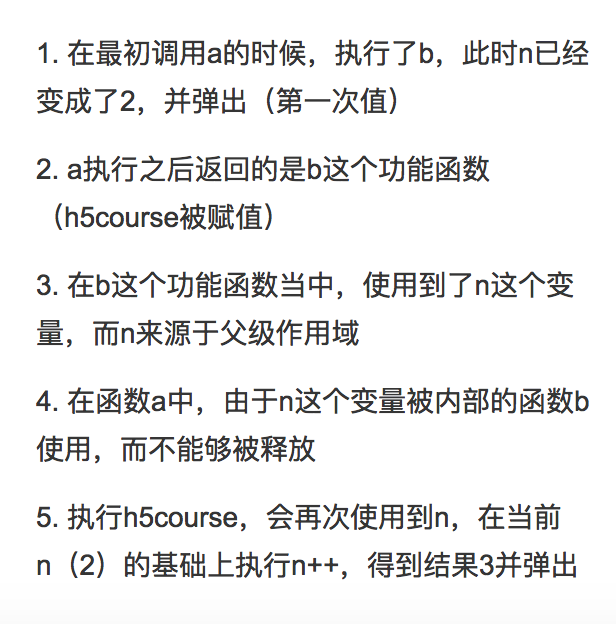 1. 在最初调用a的时候，执行了b，此时n已经
变成了2，并弹出（第一次值）
2. a执行之后返回的是b这个功能函数
（h5course被赋值）
3. 在b这个功能函数当中，使用到了n这个变
量，而n来源于父级作用域
4. 在函数a中，由于n这个变量被内部的函数b
使用，而不能够被释放
5. 执行h5course，会再次使用到n，在当前
n（2）的基础上执行n++，得到结果3并弹出